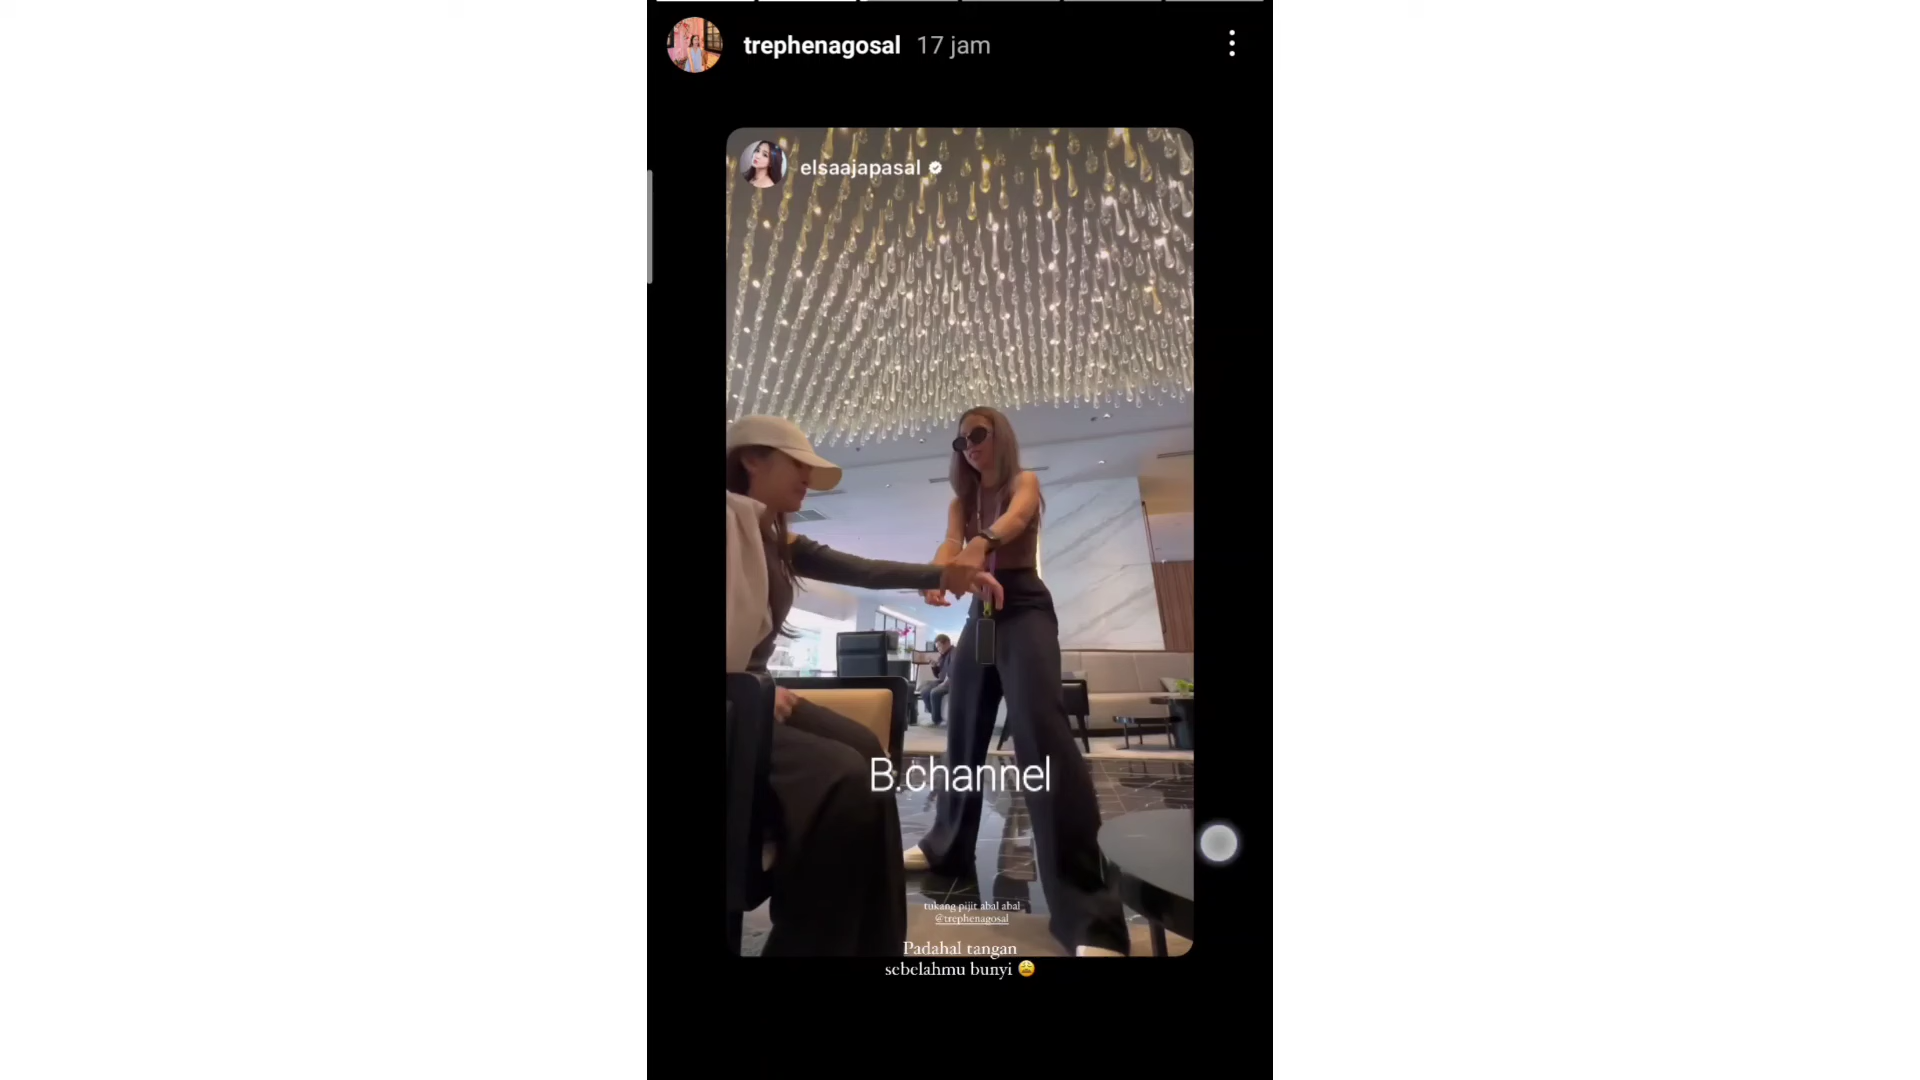 trephenagosal 17 jam
elsaajapasal
B.channel
tukang pijit abal abal
@trephenagosal
Padahal tangan
sebelahmu bunyi 😩